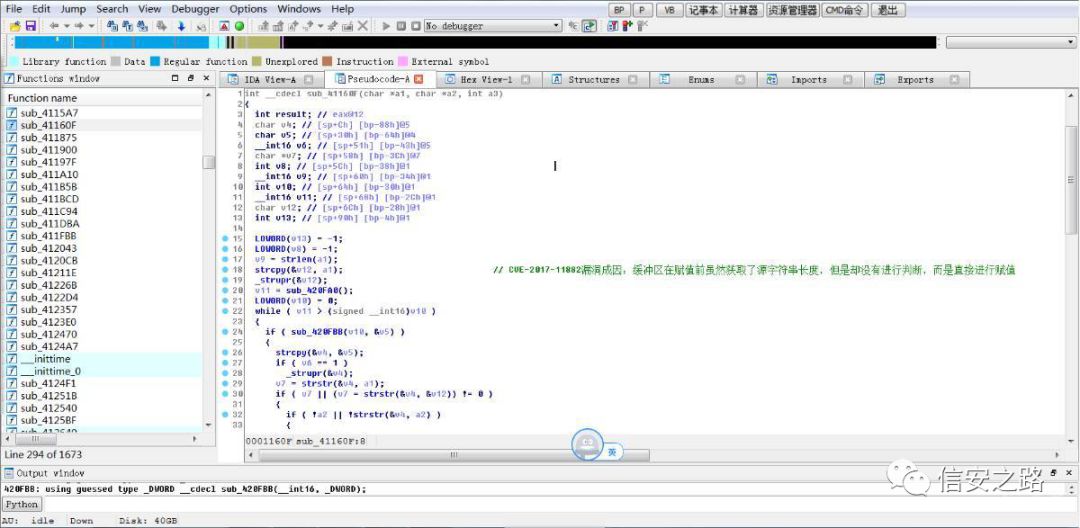 File Edit Jump Search View Debugger Options Windows Help BP P VB 记事本 计算器 资源管理器 CMD命令 退出
No debugger
Library function Data Regular function Unexplored Instruction External symbol
Functions window
IDA View-A Pseudocode-A Hex View-1 Structures Enums Imports Exports
Function name
sub_4115A7
sub_41160F
sub_411875
sub_411900
sub_41197F
sub_411A10
sub_411B5B
sub_411BCD
sub_411C94
sub_411DBA
sub_411FBB
sub_412043
sub_4120CB
sub_41211E
sub_41226B
sub_4122D4
sub_412357
sub_4123E0
sub_412470
sub_4124A7
___inittime
___inittime_0
sub_4124F1
sub_41251B
sub_412540
sub_4125BF
Line 294 of 1673
1 int __cdecl sub_41160F(char *a1, char *a2, int a3)
2 {
3 int result; // eax@12
4 char v4; // [sp+Ch] [bp-88h]@5
5 char v5; // [sp+30h] [bp-64h]@4
6 __int16 v6; // [sp+51h] [bp-43h]@5
7 char *v7; // [sp+58h] [bp-3Ch]@7
8 int v8; // [sp+5Ch] [bp-38h]@1
9 __int16 v9; // [sp+60h] [bp-34h]@1
10 int v10; // [sp+64h] [bp-30h]@1
11 __int16 v11; // [sp+68h] [bp-2Ch]@1
12 char v12; // [sp+6Ch] [bp-28h]@1
13 int v13; // [sp+90h] [bp-4h]@1
14
15 LOWORD(v13) = -1;
16 LOWORD(v8) = -1;
17 v9 = strlen(a1);
18 strcpy(&v12, a1); // CVE-2017-11882漏洞成因：缓冲区在赋值前虽然获取了源字符串长度，但是却没有进行判断，而是直接进行赋值
19 _strupr(&v12);
20 v11 = sub_420FA0();
21 LOWORD(v10) = 0;
22 while ( v11 > (signed __int16)v10 )
23 {
24 if ( sub_420FBB(v10, &v5) )
25 {
26 strcpy(&v4, &v5);
27 if ( v6 == 1 )
28 _strupr(&v4);
29 v7 = strstr(&v4, a1);
30 if ( v7 || (v7 = strstr(&v4, &v12)) != 0 )
31 {
32 if ( !a2 || !strstr(&v4, a2) )
33 {
0001160F sub_41160F:8
英
Output window
420FBB: using guessed type _DWORD __cdecl sub_420FBB(__int16, _DWORD);
Python
AU: idle Down Disk: 40GB
信安之路